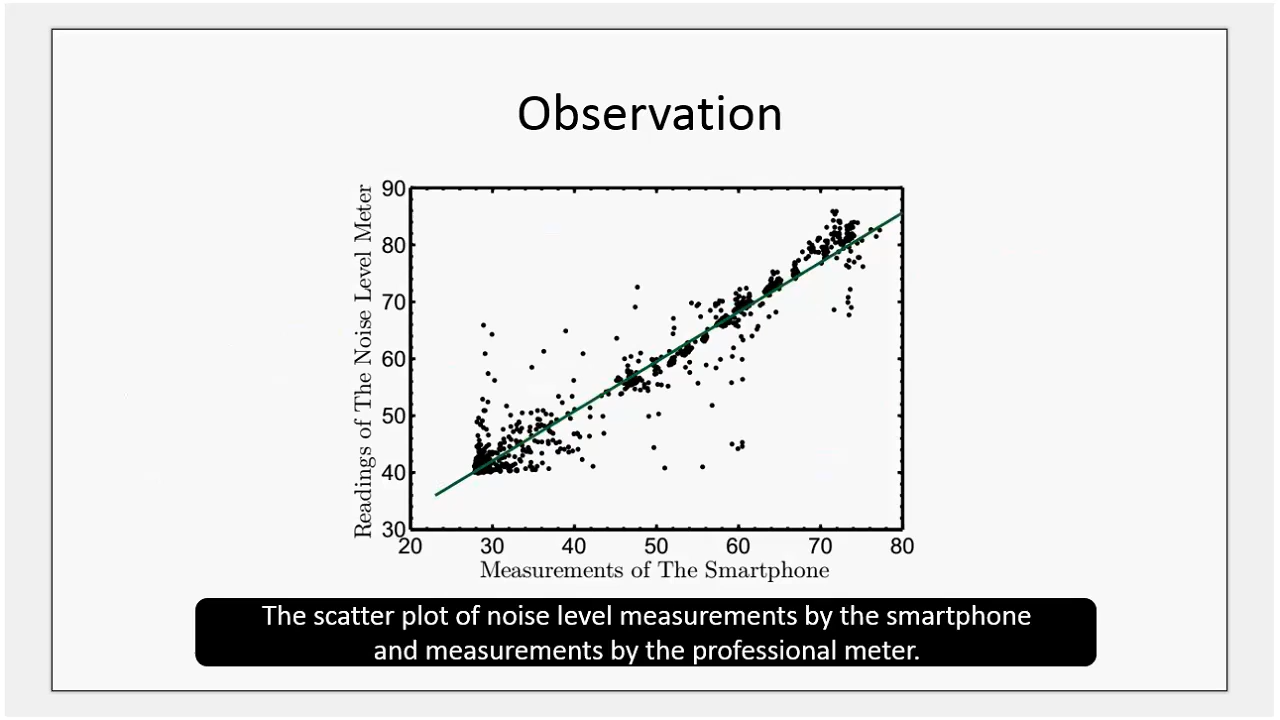 Observation
Readings of The Noise Level Meter
90
80
70
60
50
40
30
20 30 40 50 60 70 80
Measurements of The Smartphone
The scatter plot of noise level measurements by the smartphone
and measurements by the professional meter.